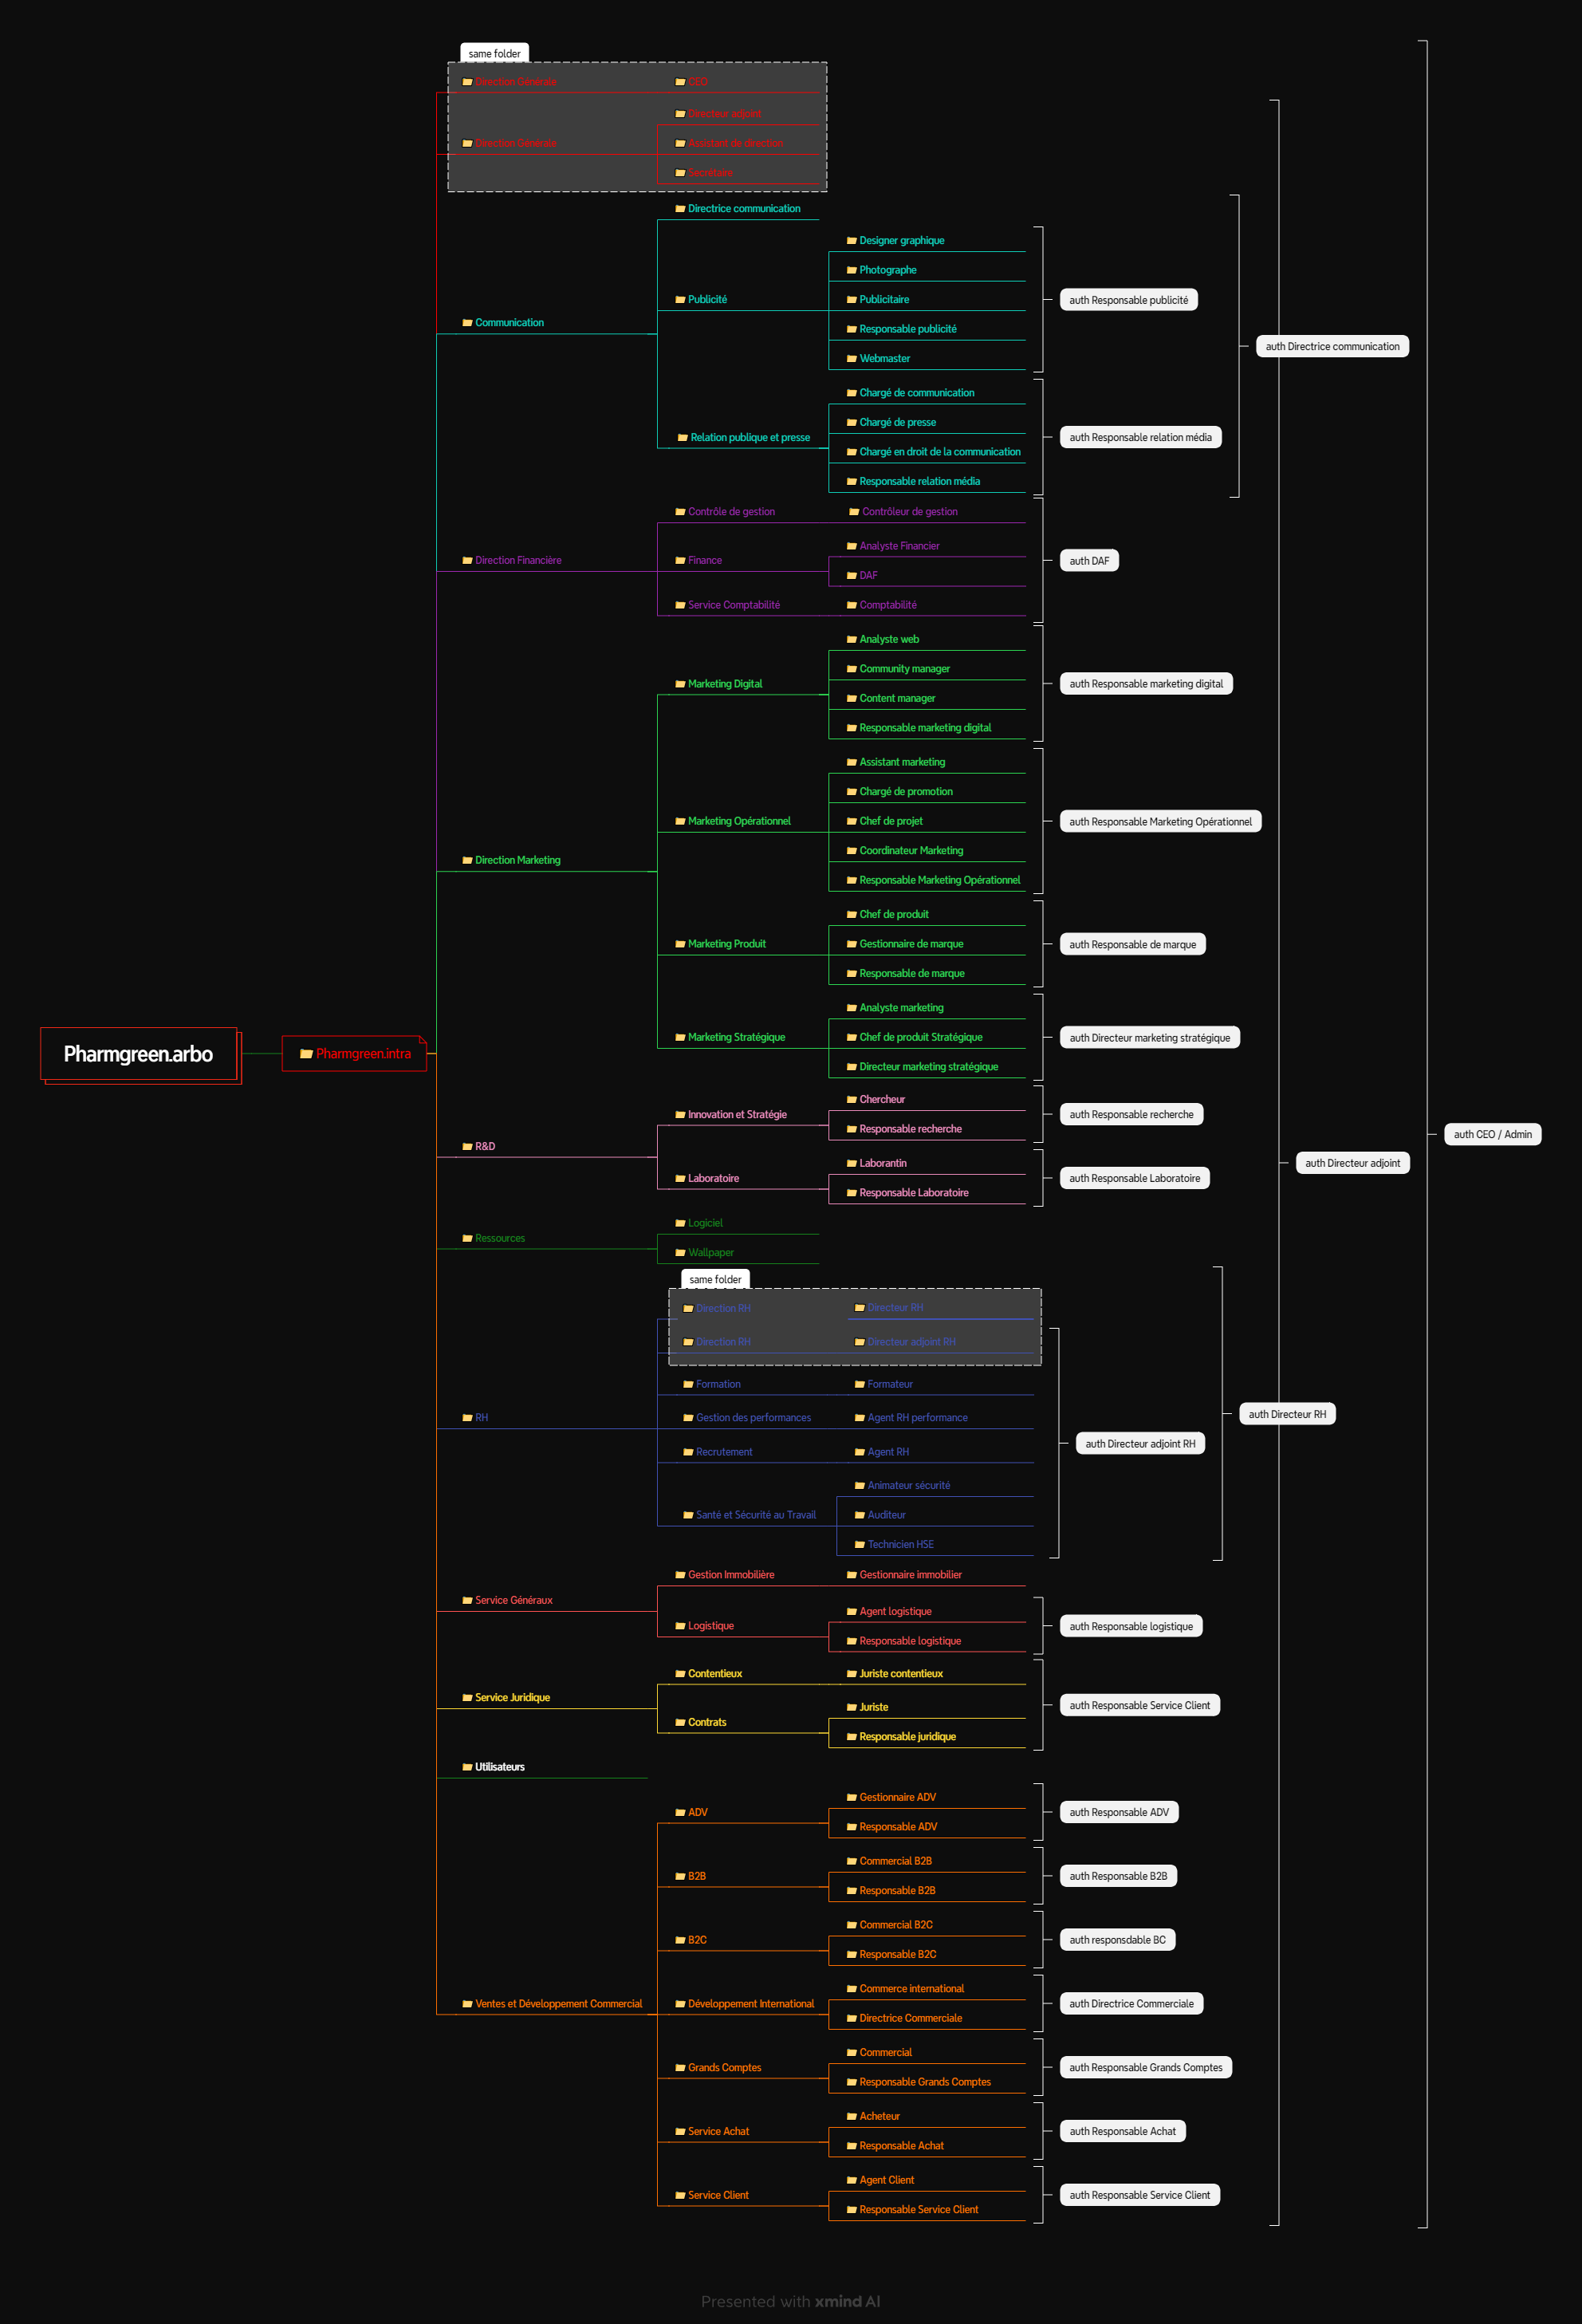 same folder
Direction Générale
CEO
Directeur adjoint
Direction Générale
Assistant de direction
Secrétaire
Communication
Directrice communication
Publicité
Designer graphique
Photographe
Publicitaire
Responsable publicité
Webmaster
auth Responsable publicité
Relation publique et presse
Chargé de communication
Chargé de presse
Chargé en droit de la communication
Responsable relation média
auth Responsable relation média
auth Directrice communication
Direction Financière
Contrôle de gestion
Contrôleur de gestion
Finance
Analyste Financier
DAF
Service Comptabilité
Comptabilité
auth DAF
Direction Marketing
Marketing Digital
Analyste web
Community manager
Content manager
Responsable marketing digital
auth Responsable marketing digital
Marketing Opérationnel
Assistant marketing
Chargé de promotion
Chef de projet
Coordinateur Marketing
Responsable Marketing Opérationnel
auth Responsable Marketing Opérationnel
Marketing Produit
Chef de produit
Gestionnaire de marque
Responsable de marque
auth Responsable de marque
Marketing Stratégique
Analyste marketing
Chef de produit Stratégique
Directeur marketing stratégique
auth Directeur marketing stratégique
Pharmgreen.arbo
Pharmgreen.intra
R&D
Innovation et Stratégie
Chercheur
Responsable recherche
auth Responsable recherche
Laboratoire
Laborantin
Responsable Laboratoire
auth Responsable Laboratoire
auth CEO / Admin
auth Directeur adjoint
Ressources
Logiciel
Wallpaper
same folder
RH
Direction RH
Directeur RH
Direction RH
Directeur adjoint RH
Formation
Formateur
Gestion des performances
Agent RH performance
Recrutement
Agent RH
Santé et Sécurité au Travail
Animateur sécurité
Auditeur
Technicien HSE
auth Directeur adjoint RH
auth Directeur RH
Service Généraux
Gestion Immobilière
Gestionnaire immobilier
Logistique
Agent logistique
Responsable logistique
auth Responsable logistique
Service Juridique
Contentieux
Juriste contentieux
Contrats
Juriste
Responsable juridique
auth Responsable Service Client
Utilisateurs
Ventes et Développement Commercial
ADV
Gestionnaire ADV
Responsable ADV
auth Responsable ADV
B2B
Commercial B2B
Responsable B2B
auth Responsable B2B
B2C
Commercial B2C
Responsable B2C
auth responsdable BC
Développement International
Commerce international
Directrice Commerciale
auth Directrice Commerciale
Grands Comptes
Commercial
Responsable Grands Comptes
auth Responsable Grands Comptes
Service Achat
Acheteur
Responsable Achat
auth Responsable Achat
Service Client
Agent Client
Responsable Service Client
auth Responsable Service Client
Presented with xmind AI